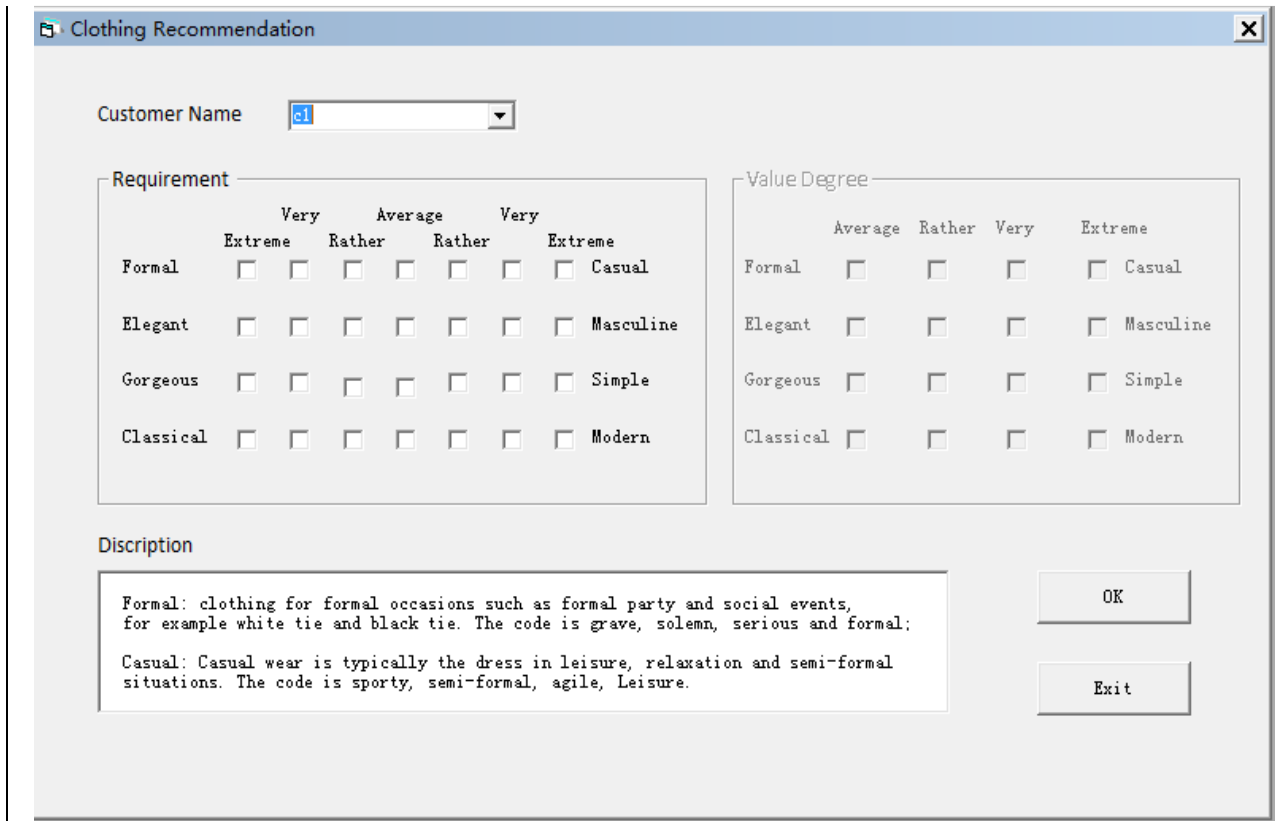 Clothing Recommendation
Customer Name c1
Requirement
Very Average Very
Extreme Rather Rather Extreme
Formal Casual
Elegant Masculine
Gorgeous Simple
Classical Modern
Value Degree
Average Rather Very Extreme
Formal Casual
Elegant Masculine
Gorgeous Simple
Classical Modern
Discription
Formal: clothing for formal occasions such as formal party and social events,
for example white tie and black tie. The code is grave, solemn, serious and formal;
Casual: Casual wear is typically the dress in leisure, relaxation and semi-formal
situations. The code is sporty, semi-formal, agile, Leisure.
OK
Exit